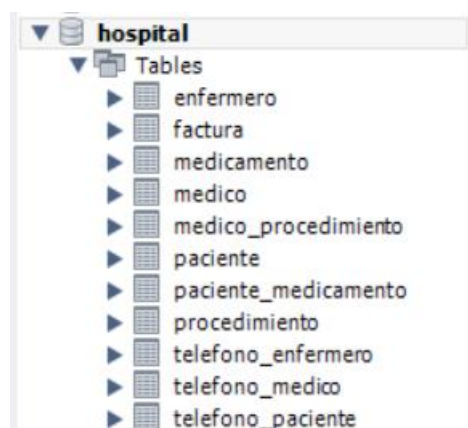 hospital
Tables
enfermero
factura
medicamento
medico
medico_procedimiento
paciente
paciente_medicamento
procedimiento
telefono_enfermero
telefono_medico
telefono_paciente